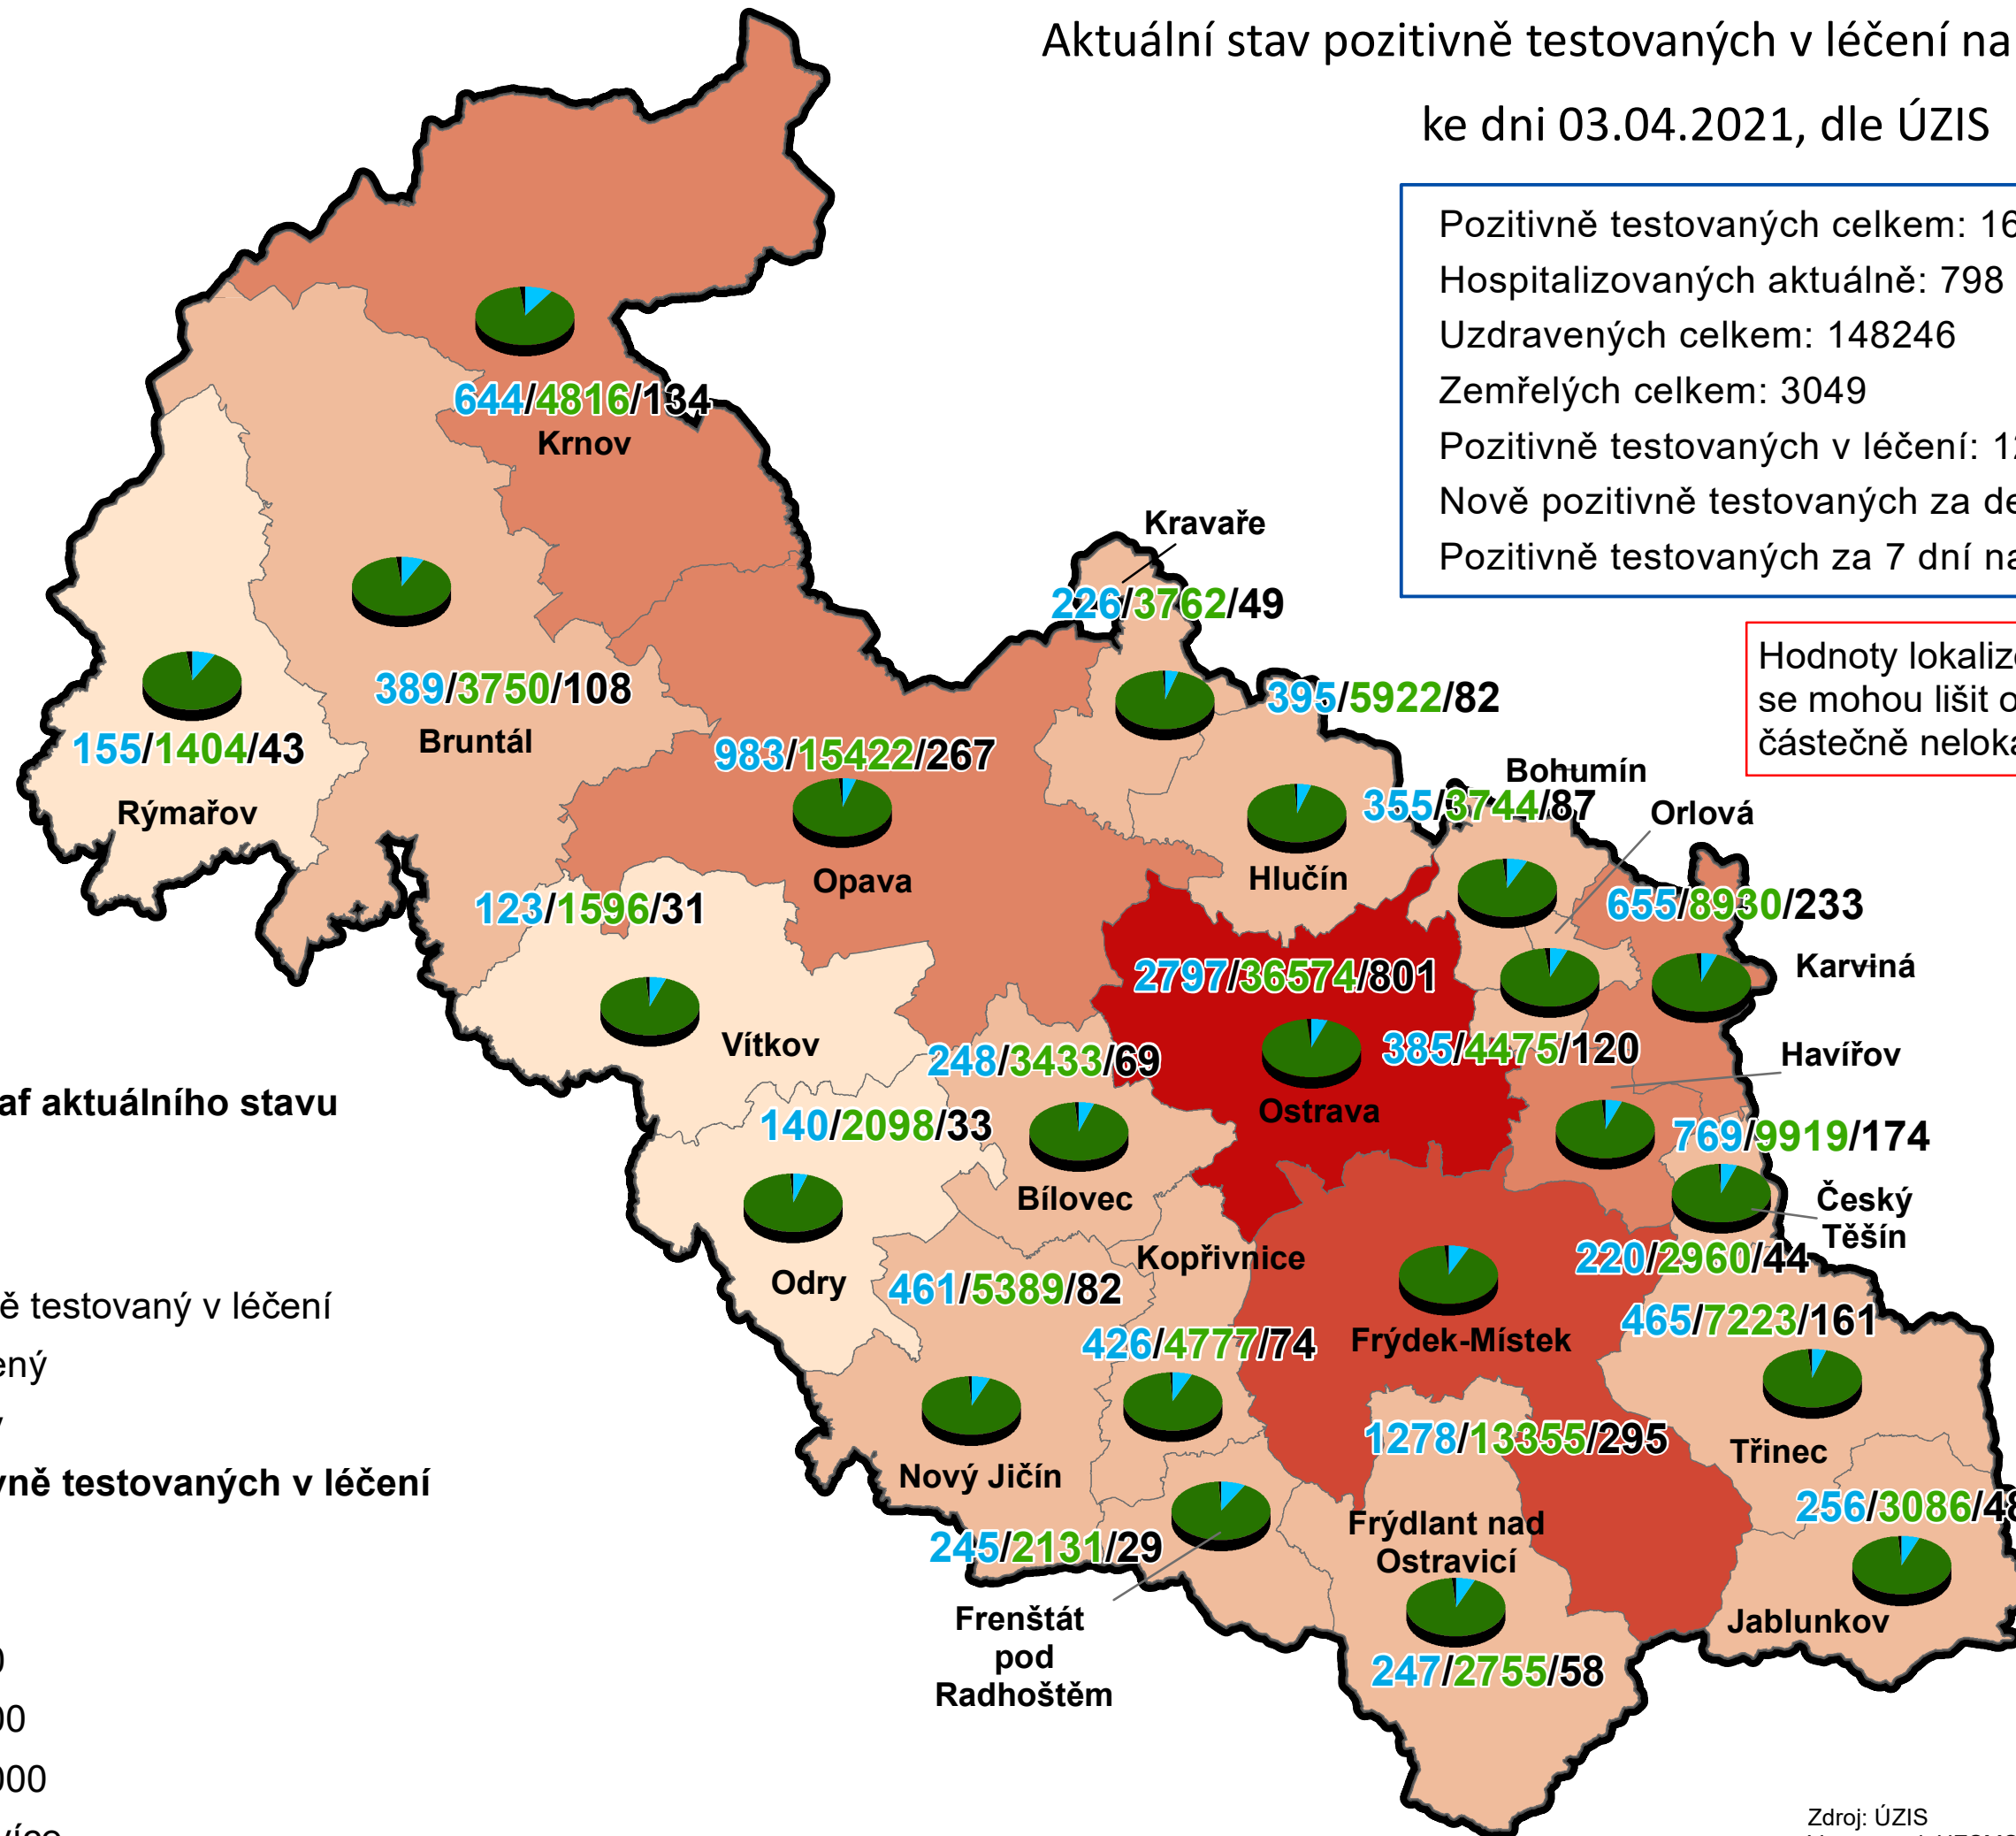 Aktuální stav pozitivně testovaných v léčení na
ke dni 03.04.2021, dle ÚZIS
Pozitivně testovaných celkem: 16
Hospitalizovaných aktuálně: 798
Uzdravených celkem: 148246
Zemřelých celkem: 3049
Pozitivně testovaných v léčení: 12
Nově pozitivně testovaných za de
Pozitivně testovaných za 7 dní na
Hodnoty lokalizo
se mohou lišit o
částečně neloka
644/4816/134
Krnov
389/3750/108
Bruntál
155/1404/43
Rýmařov
Kravaře
226/3762/49
983/15422/267
Opava
395/5922/82
Hlučín
Bohumín
355/3744/87
Orlová
655/8930/233
Karviná
123/1596/31
Vítkov
2797/36574/801
Ostrava
385/4475/120
Havířov
248/3433/69
Bílovec
140/2098/33
Odry
769/9919/174
Český
Těšín
220/2960/44
Kopřivnice
461/5389/82
Nový Jičín
426/4777/74
Frýdek-Místek
1278/13355/295
465/7223/161
Třinec
256/3086/48
Jablunkov
245/2131/29
Frenštát
pod
Radhoštěm
Frýdlant nad
Ostravicí
247/2755/58
af aktuálního stavu
ě testovaný v léčení
ený
vně testovaných v léčení
0
00
000
Zdroj: ÚZIS